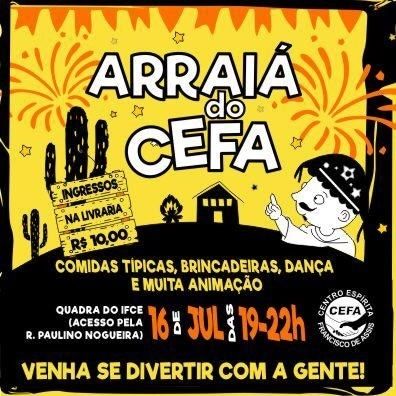 ARRAIÁ
do
CEFA
INGRESSOS
NA LIVRARIA
R$ 10,00
COMIDAS TÍPICAS, BRINCADEIRAS, DANÇA
E MUITA ANIMAÇÃO
QUADRA DO IFCE
(ACESSO PELA
R. PAULINO NOGUEIRA)
16 DE JUL DAS 19-22h
CENTRO ESPÍRITA
CEFA
FRANCISCO DE ASSIS
VENHA SE DIVERTIR COM A GENTE!